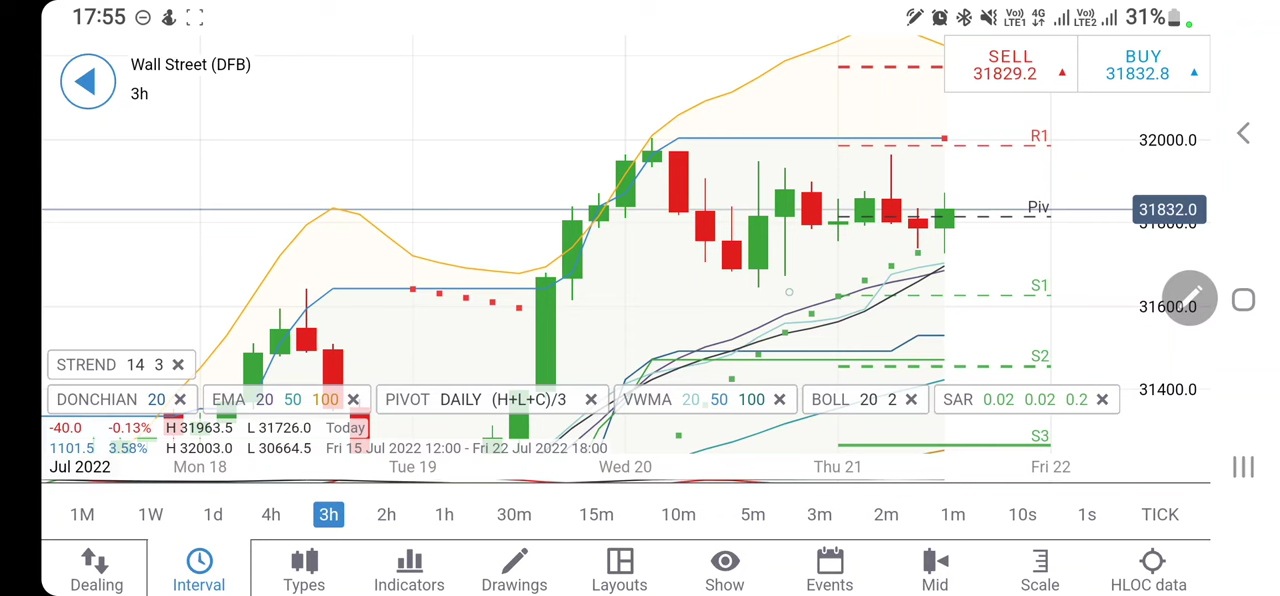 17:55 VoI) LTE1 4G VoI) LTE2 31%
Wall Street (DFB)
3h
SELL 31829.2
BUY 31832.8
R1
32000.0
Piv
31832.0
31800.0
S1
31600.0
S2
31400.0
S3
STREND 14 3
DONCHIAN 20
EMA 20 50 100
PIVOT DAILY (H+L+C)/3
VWMA 20 50 100
BOLL 20 2
SAR 0.02 0.02 0.2
-40.0 -0.13% H 31963.5 L 31726.0 Today
1101.5 3.58% H 32003.0 L 30664.5 Fri 15 Jul 2022 12:00 - Fri 22 Jul 2022 18:00
Jul 2022 Mon 18 Tue 19 Wed 20 Thu 21 Fri 22
1M 1W 1d 4h 3h 2h 1h 30m 15m 10m 5m 3m 2m 1m 10s 1s TICK
Dealing Interval Types Indicators Drawings Layouts Show Events Mid Scale HLOC data